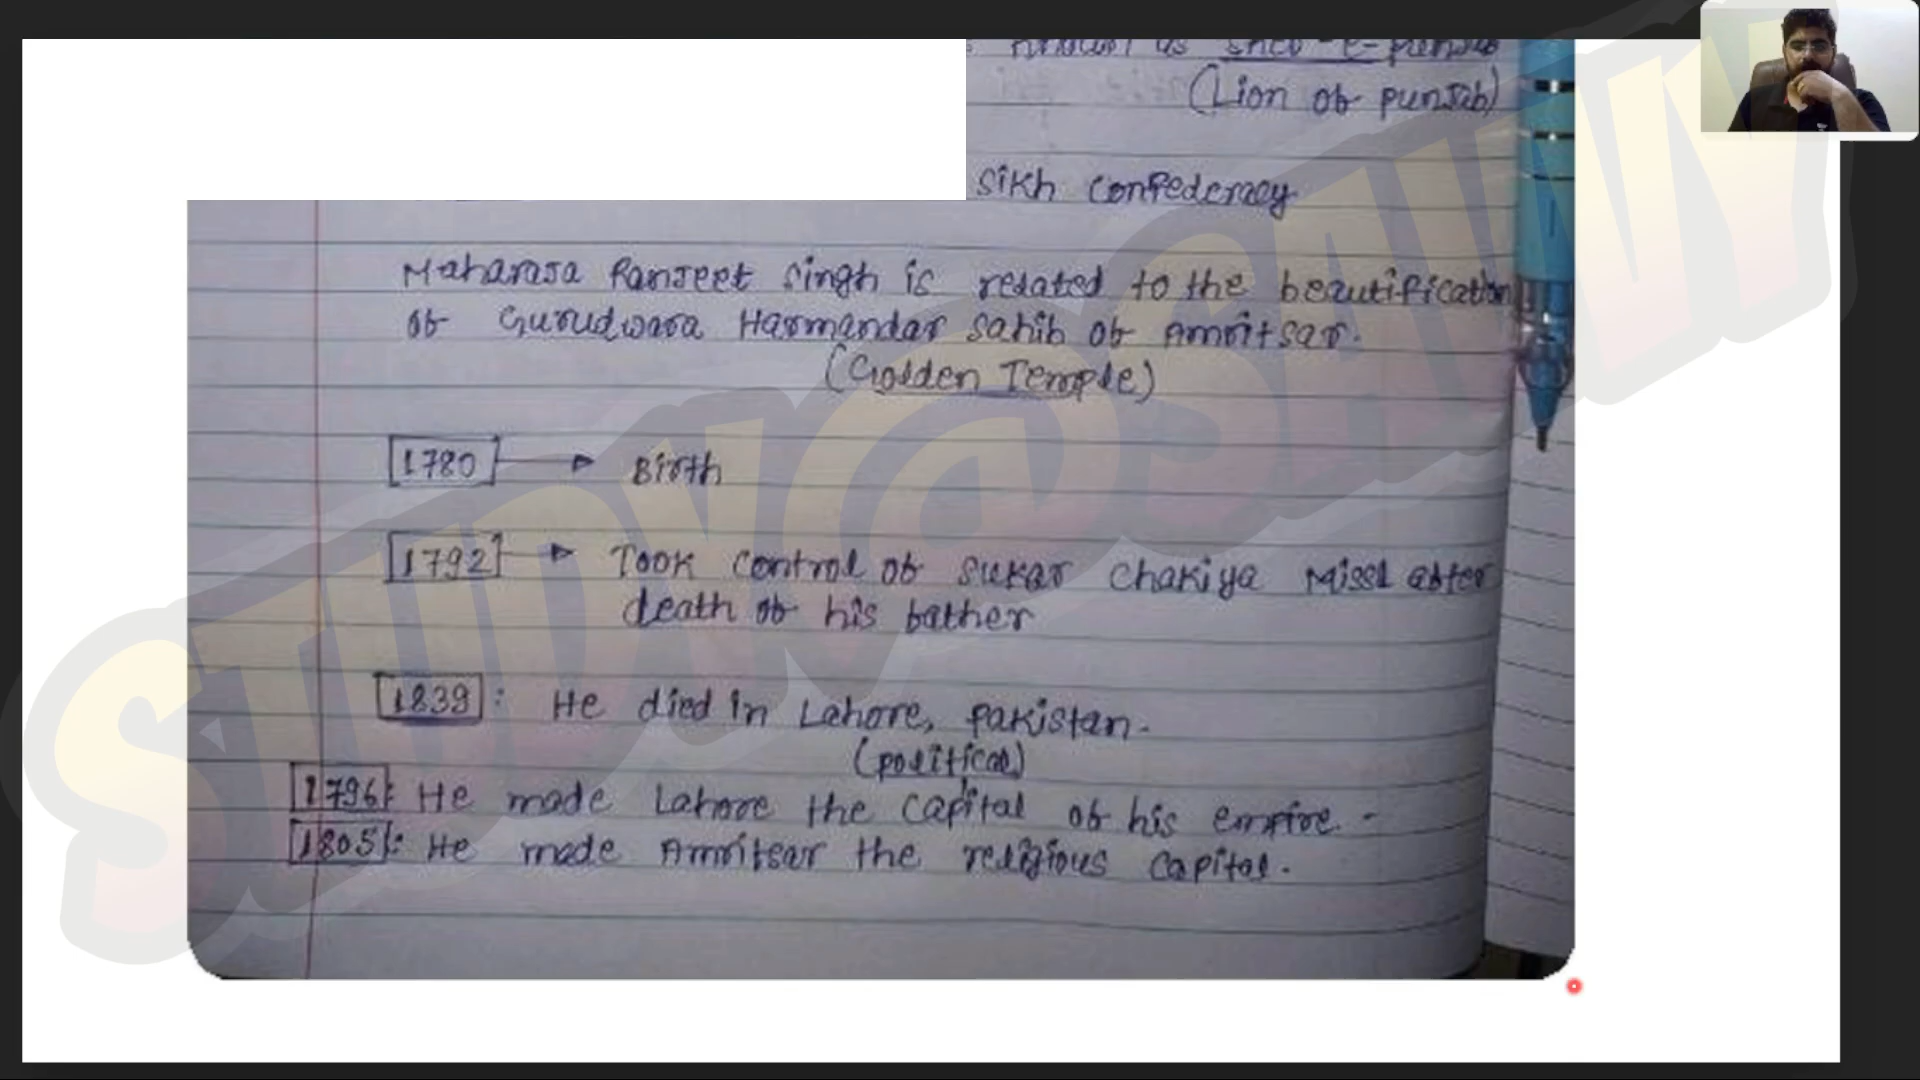 (Lion of punjab)
Sikh Confederacy
Maharaja Ranjeet Singh is related to the beautification
of Gurudwara Harmandar Sahib of Amritsar.
(Golden Temple)
1780 → Birth
1792 → Took control of Sukar Chakiya Missl after
death of his father
1839: He died in Lahore, Pakistan.
(political)
1796: He made Lahore the capital of his empire.
1805: He made Amritsar the religious capital.
STUDY@SAVVY